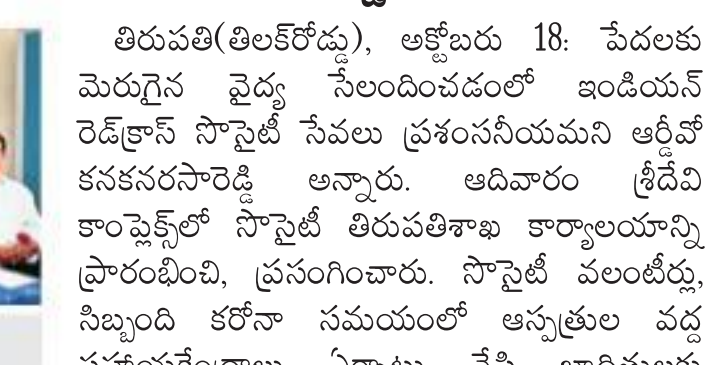 తిరుపతి(తిలక్‌రోడ్డు), అక్టోబరు 18: పేదలకు
మెరుగైన వైద్య సేలందించడంలో ఇండియన్
రెడ్‌క్రాస్ సొసైటీ సేవలు ప్రశంసనీయమని ఆర్డీవో
కనకనరసారెడ్డి అన్నారు. ఆదివారం శ్రీదేవి
కాంప్లెక్స్‌లో సొసైటీ తిరుపతిశాఖ కార్యాలయాన్ని
ప్రారంభించి, ప్రసంగించారు. సొసైటీ వలంటీర్లు,
సిబ్బంది కరోనా సమయంలో ఆస్పత్రుల వద్ద